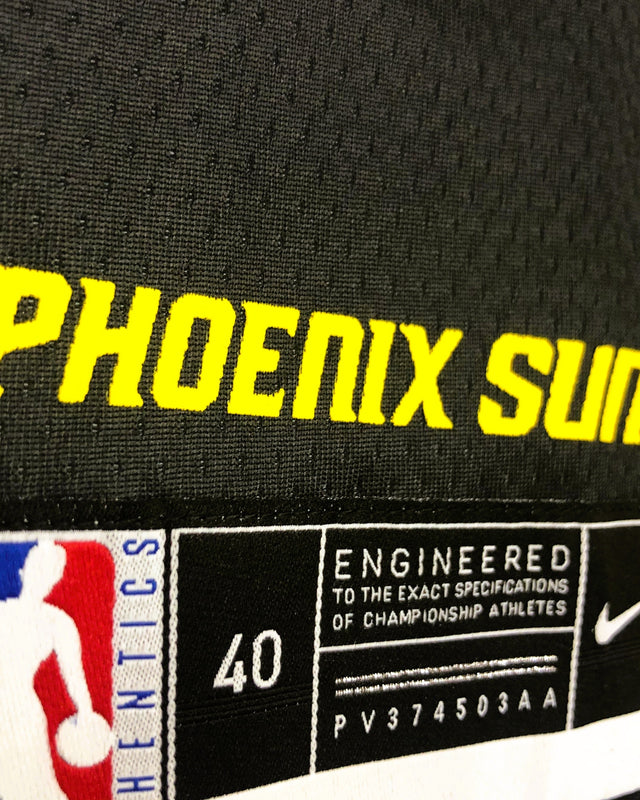 PHOENIX SUN
HENTICS
40
ENGINEERED
TO THE EXACT SPECIFICATIONS
OF CHAMPIONSHIP ATHLETES
PV374503AA